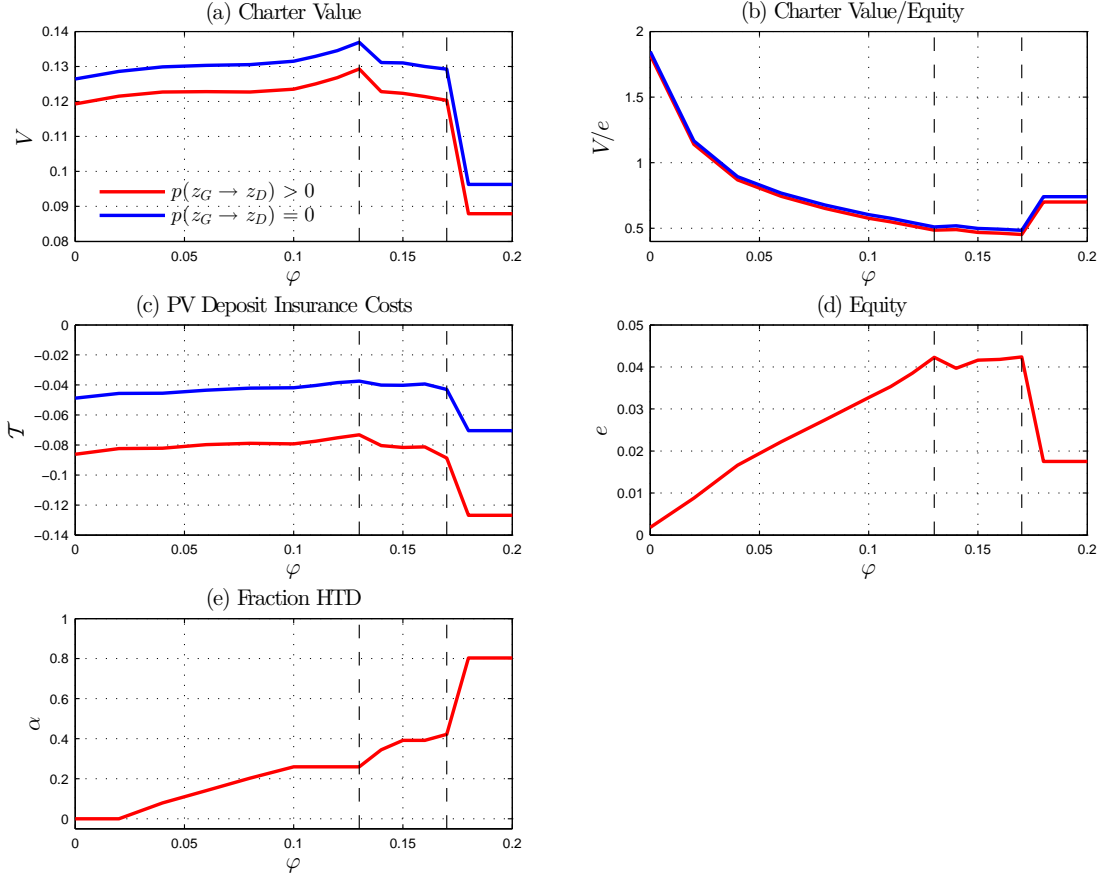 (a) Charter Value
0.14
0.13
0.12
0.11
0.1
0.09
0.08
V
p(z_G → z_D) > 0
p(z_G → z_D) = 0
0 0.05 0.1 0.15 0.2
φ
(b) Charter Value/Equity
2
1.5
1
0.5
V/e
0 0.05 0.1 0.15 0.2
φ
(c) PV Deposit Insurance Costs
0
−0.02
−0.04
−0.06
−0.08
−0.1
−0.12
−0.14
T
0 0.05 0.1 0.15 0.2
φ
(d) Equity
0.05
0.04
0.03
0.02
0.01
0
e
0 0.05 0.1 0.15 0.2
φ
(e) Fraction HTD
1
0.8
0.6
0.4
0.2
0
α
0 0.05 0.1 0.15 0.2
φ